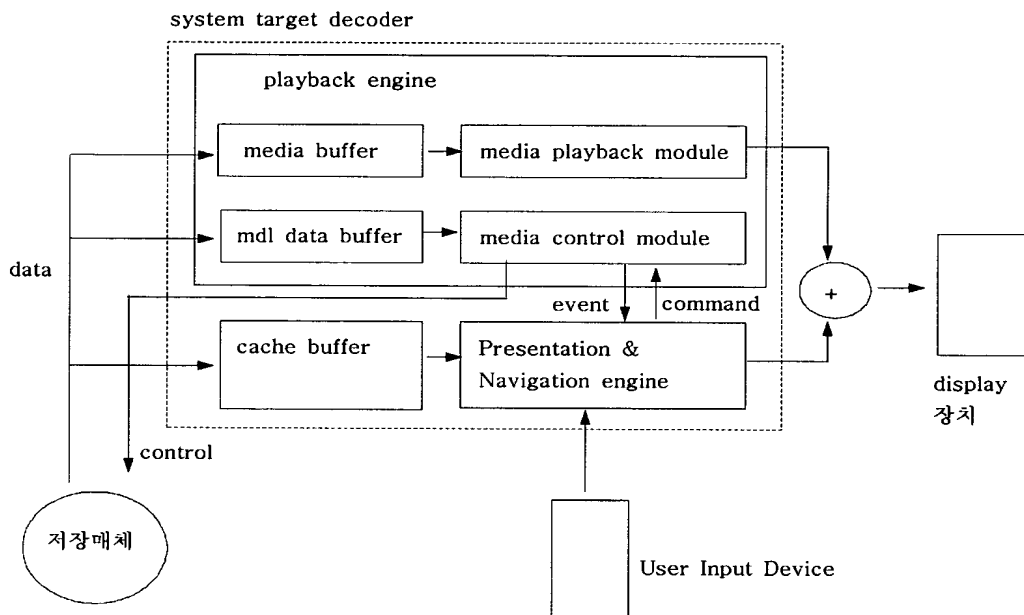 system target decoder
playback engine
media buffer
media playback module
mdl data buffer
media control module
data
event
command
+
cache buffer
Presentation &
Navigation engine
display
장치
control
저장매체
User Input Device